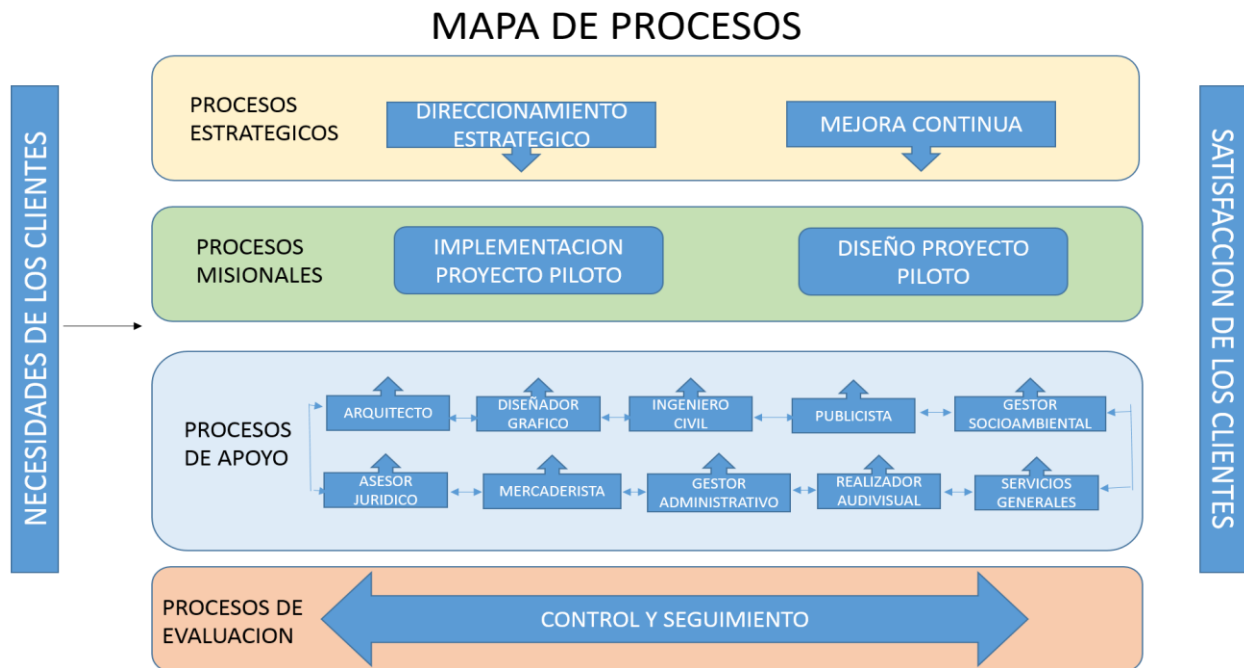 MAPA DE PROCESOS
NECESIDADES DE LOS CLIENTES
PROCESOS
ESTRATEGICOS
DIRECCIONAMIENTO
ESTRATEGICO
MEJORA CONTINUA
PROCESOS
MISIONALES
IMPLEMENTACION
PROYECTO PILOTO
DISEÑO PROYECTO
PILOTO
PROCESOS
DE APOYO
ARQUITECTO
DISEÑADOR
GRAFICO
INGENIERO
CIVIL
PUBLICISTA
GESTOR
SOCIOAMBIENTAL
ASESOR
JURIDICO
MERCADERISTA
GESTOR
ADMINISTRATIVO
REALIZADOR
AUDIVISUAL
SERVICIOS
GENERALES
PROCESOS DE
EVALUACION
CONTROL Y SEGUIMIENTO
SATISFACCION DE LOS CLIENTES